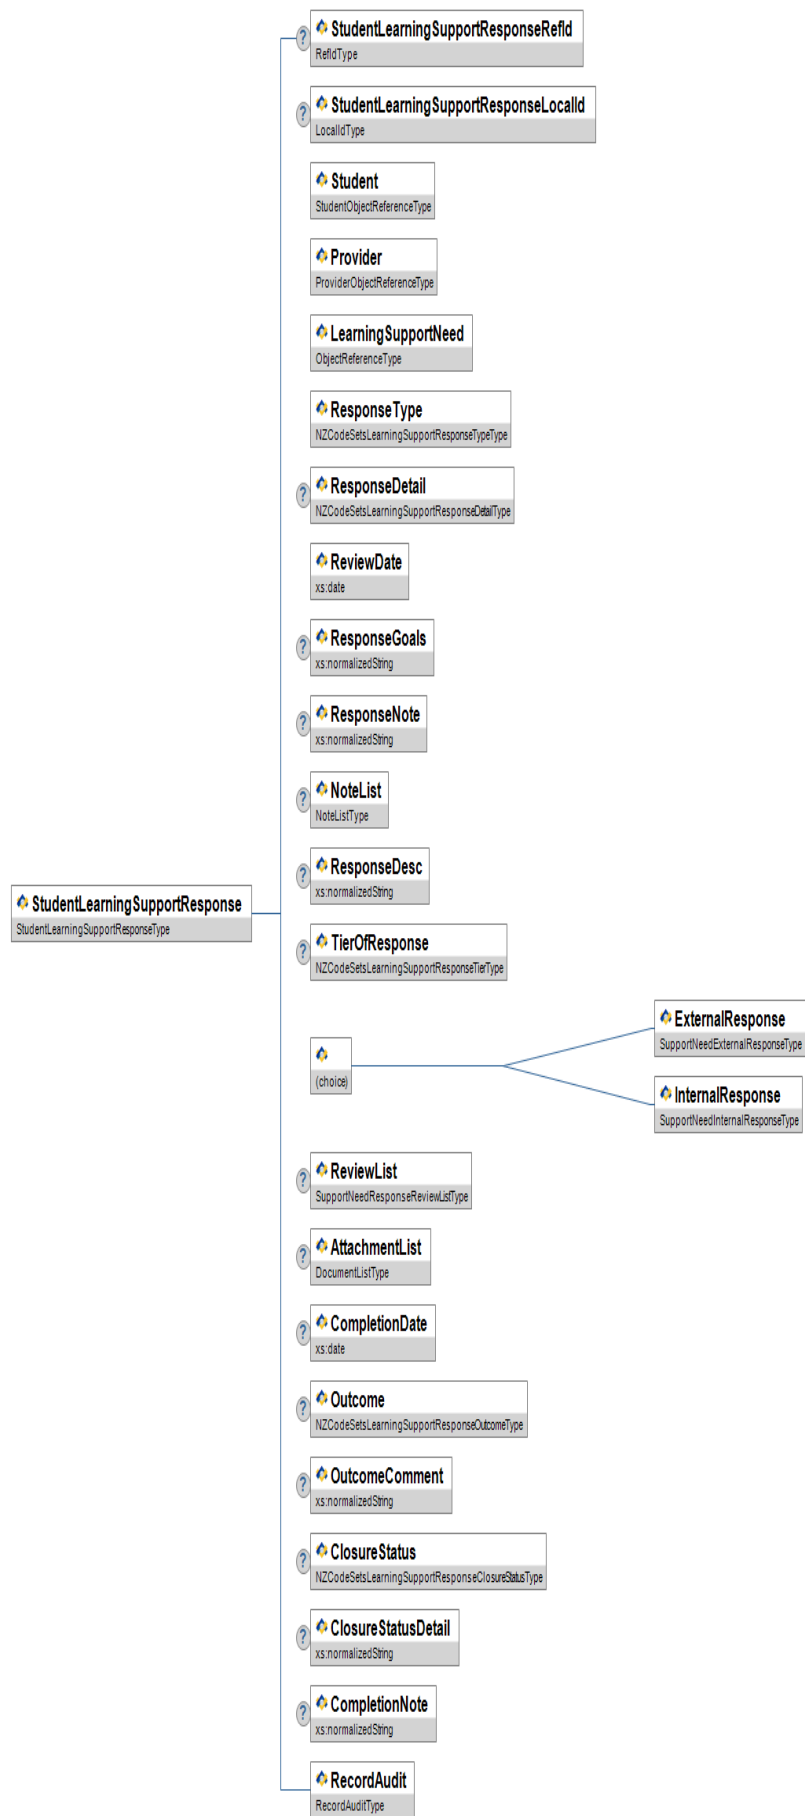 ?
StudentLearningSupportResponseRefId
RefIdType
?
StudentLearningSupportResponseLocalId
LocalIdType
Student
StudentObjectReferenceType
Provider
ProviderObjectReferenceType
LearningSupportNeed
ObjectReferenceType
ResponseType
NZCodeSetsLearningSupportResponseTypeType
?
ResponseDetail
NZCodeSetsLearningSupportResponseDetailType
ReviewDate
xs:date
?
ResponseGoals
xs:normalizedString
?
ResponseNote
xs:normalizedString
?
NoteList
NoteListType
?
ResponseDesc
xs:normalizedString
StudentLearningSupportResponse
StudentLearningSupportResponseType
?
TierOfResponse
NZCodeSetsLearningSupportResponseTierType
(choice)
ExternalResponse
SupportNeedExternalResponseType
InternalResponse
SupportNeedInternalResponseType
?
ReviewList
SupportNeedResponseReviewListType
?
AttachmentList
DocumentListType
?
CompletionDate
xs:date
?
Outcome
NZCodeSetsLearningSupportResponseOutcomeType
?
OutcomeComment
xs:normalizedString
?
ClosureStatus
NZCodeSetsLearningSupportResponseClosureStatusType
?
ClosureStatusDetail
xs:normalizedString
?
CompletionNote
xs:normalizedString
RecordAudit
RecordAuditType